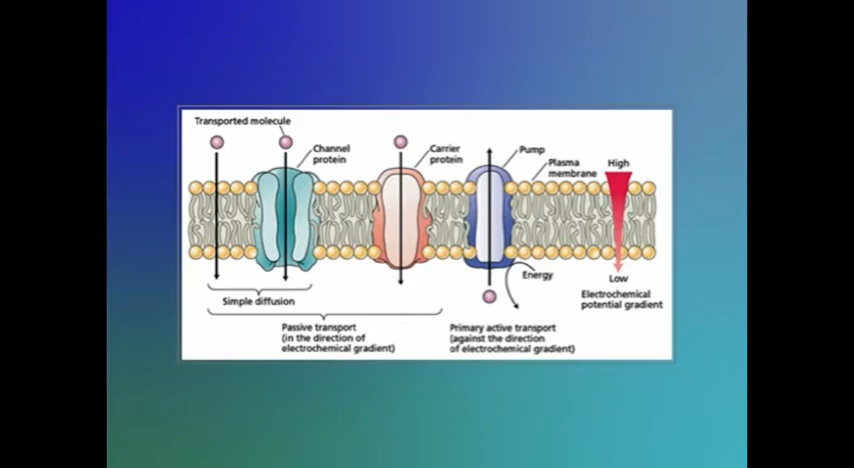 Transported molecule
Channel
protein
Carrier
protein
Pump
Plasma
membrane
High
Energy
Low
Electrochemical
potential gradient
Simple diffusion
Passive transport
(in the direction of
electrochemical gradient)
Primary active transport
(against the direction
of electrochemical gradient)